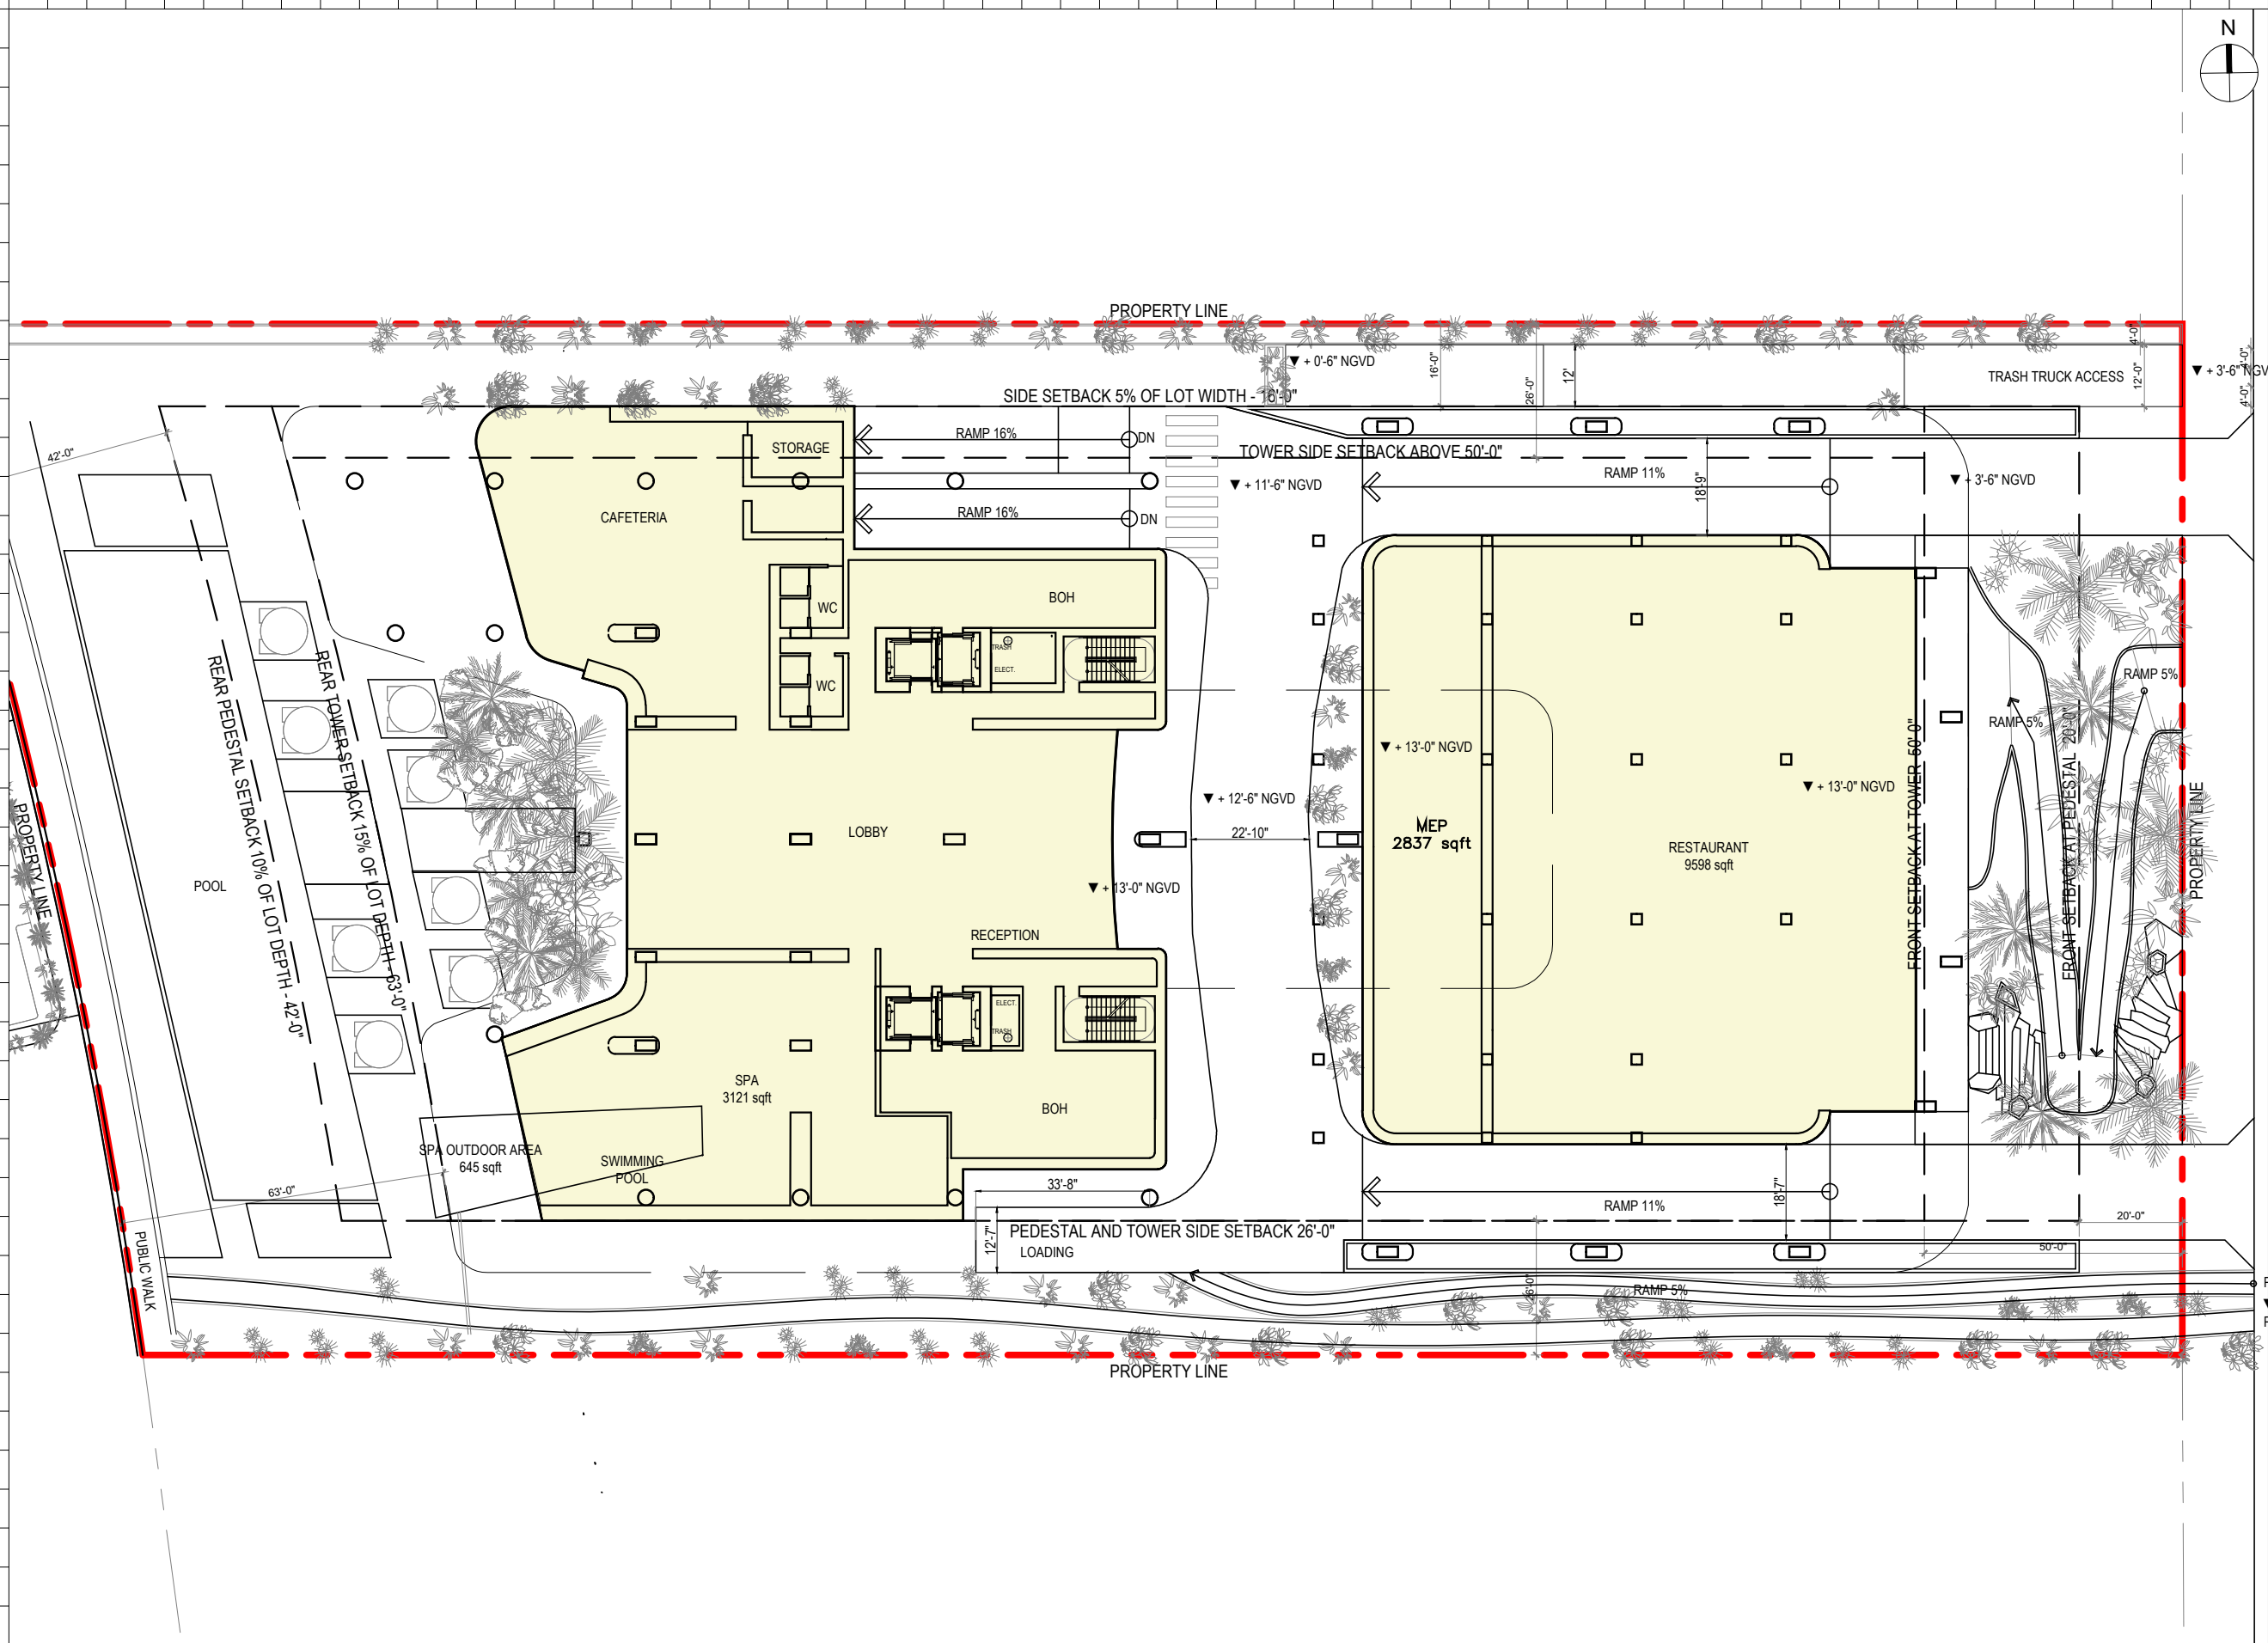 N
PROPERTY LINE
▼ + 0'-6" NGVD
16'-0"
26'-0"
12'
TRASH TRUCK ACCESS
4'-0"
12'-0"
4'-0"
4'-0"
▼ + 3'-6" NGV
SIDE SETBACK 5% OF LOT WIDTH - 16'-0"
RAMP 16%
DN
STORAGE
TOWER SIDE SETBACK ABOVE 50'-0"
42'-0"
RAMP 11%
18'-9"
▼ + 3'-6" NGVD
▼ + 11'-6" NGVD
CAFETERIA
RAMP 16%
DN
WC
BOH
TRASH
ELECT.
WC
REAR PEDESTAL SETBACK 10% OF LOT DEPTH - 42'-0"
REAR TOWER SETBACK 15% OF LOT DEPTH - 63'-0"
RAMP 5%
RAMP 5%
FRONT SETBACK AT TOWER 50'-0"
FRONT SETBACK AT PEDESTAL 20'-0"
PROPERTY LINE
▼ + 13'-0" NGVD
▼ + 13'-0" NGVD
▼ + 12'-6" NGVD
PROPERTY LINE
LOBBY
22'-10"
MEP
2837 sqft
RESTAURANT
9598 sqft
POOL
▼ + 13'-0" NGVD
RECEPTION
ELECT.
TRASH
SPA
3121 sqft
BOH
SPA OUTDOOR AREA
645 sqft
SWIMMING
POOL
63'-0"
33'-8"
18'-7"
RAMP 11%
12'-7"
PEDESTAL AND TOWER SIDE SETBACK 26'-0"
LOADING
20'-0"
50'-0"
PUBLIC WALK
26'-0"
RAMP 5%
PROPERTY LINE